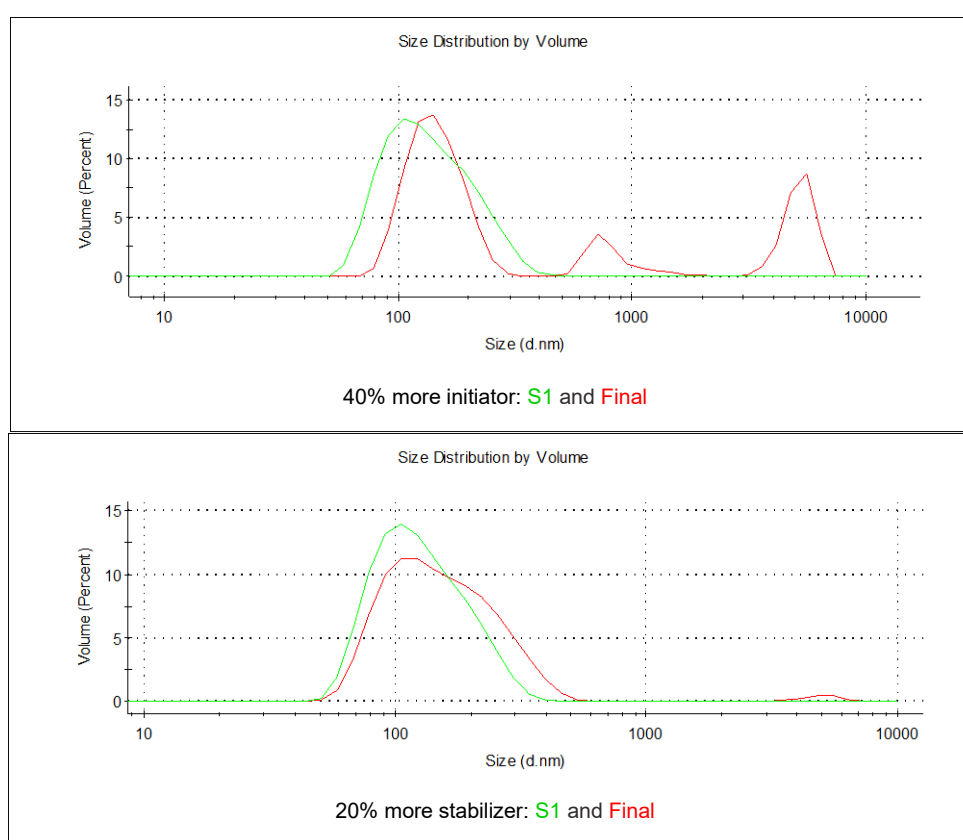 Size Distribution by Volume
15
10
5
0
Volume (Percent)
10
100
1000
10000
Size (d.nm)
40% more initiator: S1 and Final
Size Distribution by Volume
15
10
5
0
Volume (Percent)
10
100
1000
10000
Size (d.nm)
20% more stabilizer: S1 and Final